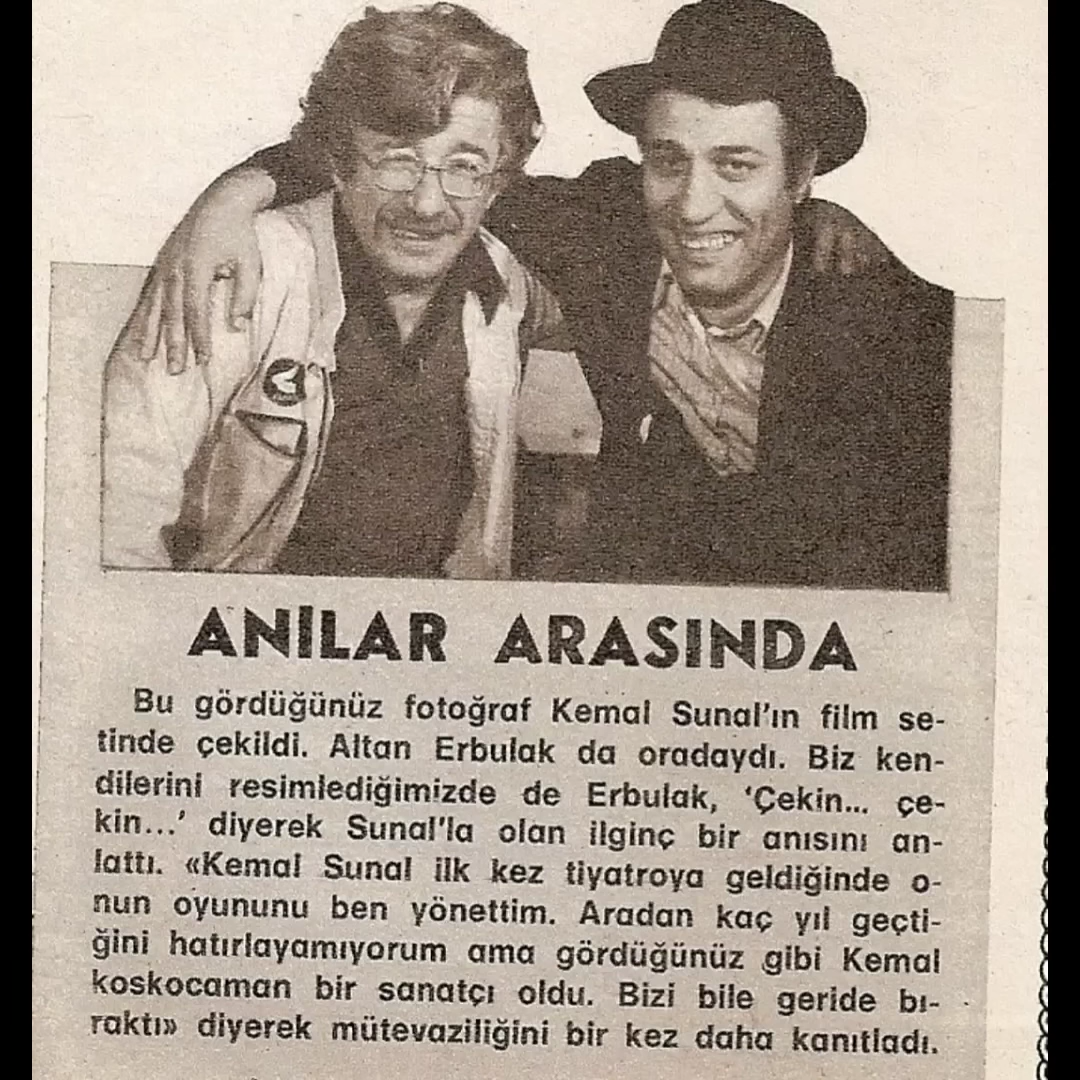 ANİLAR ARASINDA
Bu gördüğünüz fotoğraf Kemal Sunal'ın film se-
tinde çekildi. Altan Erbulak da oradaydı. Biz ken-
dilerini resimlediğimizde de Erbulak, 'Çekin... çe-
kin...' diyerek Sunal'la olan ilginç bir anısını an-
lattı. «Kemal Sunal ilk kez tiyatroya geldiğinde o-
nun oyununu ben yönettim. Aradan kaç yıl geçti-
ğini hatırlayamıyorum ama gördüğünüz gibi Kemal
koskocaman bir sanatçı oldu. Bizi bile geride bı-
raktı» diyerek mütevaziliğini bir kez daha kanıtladı.